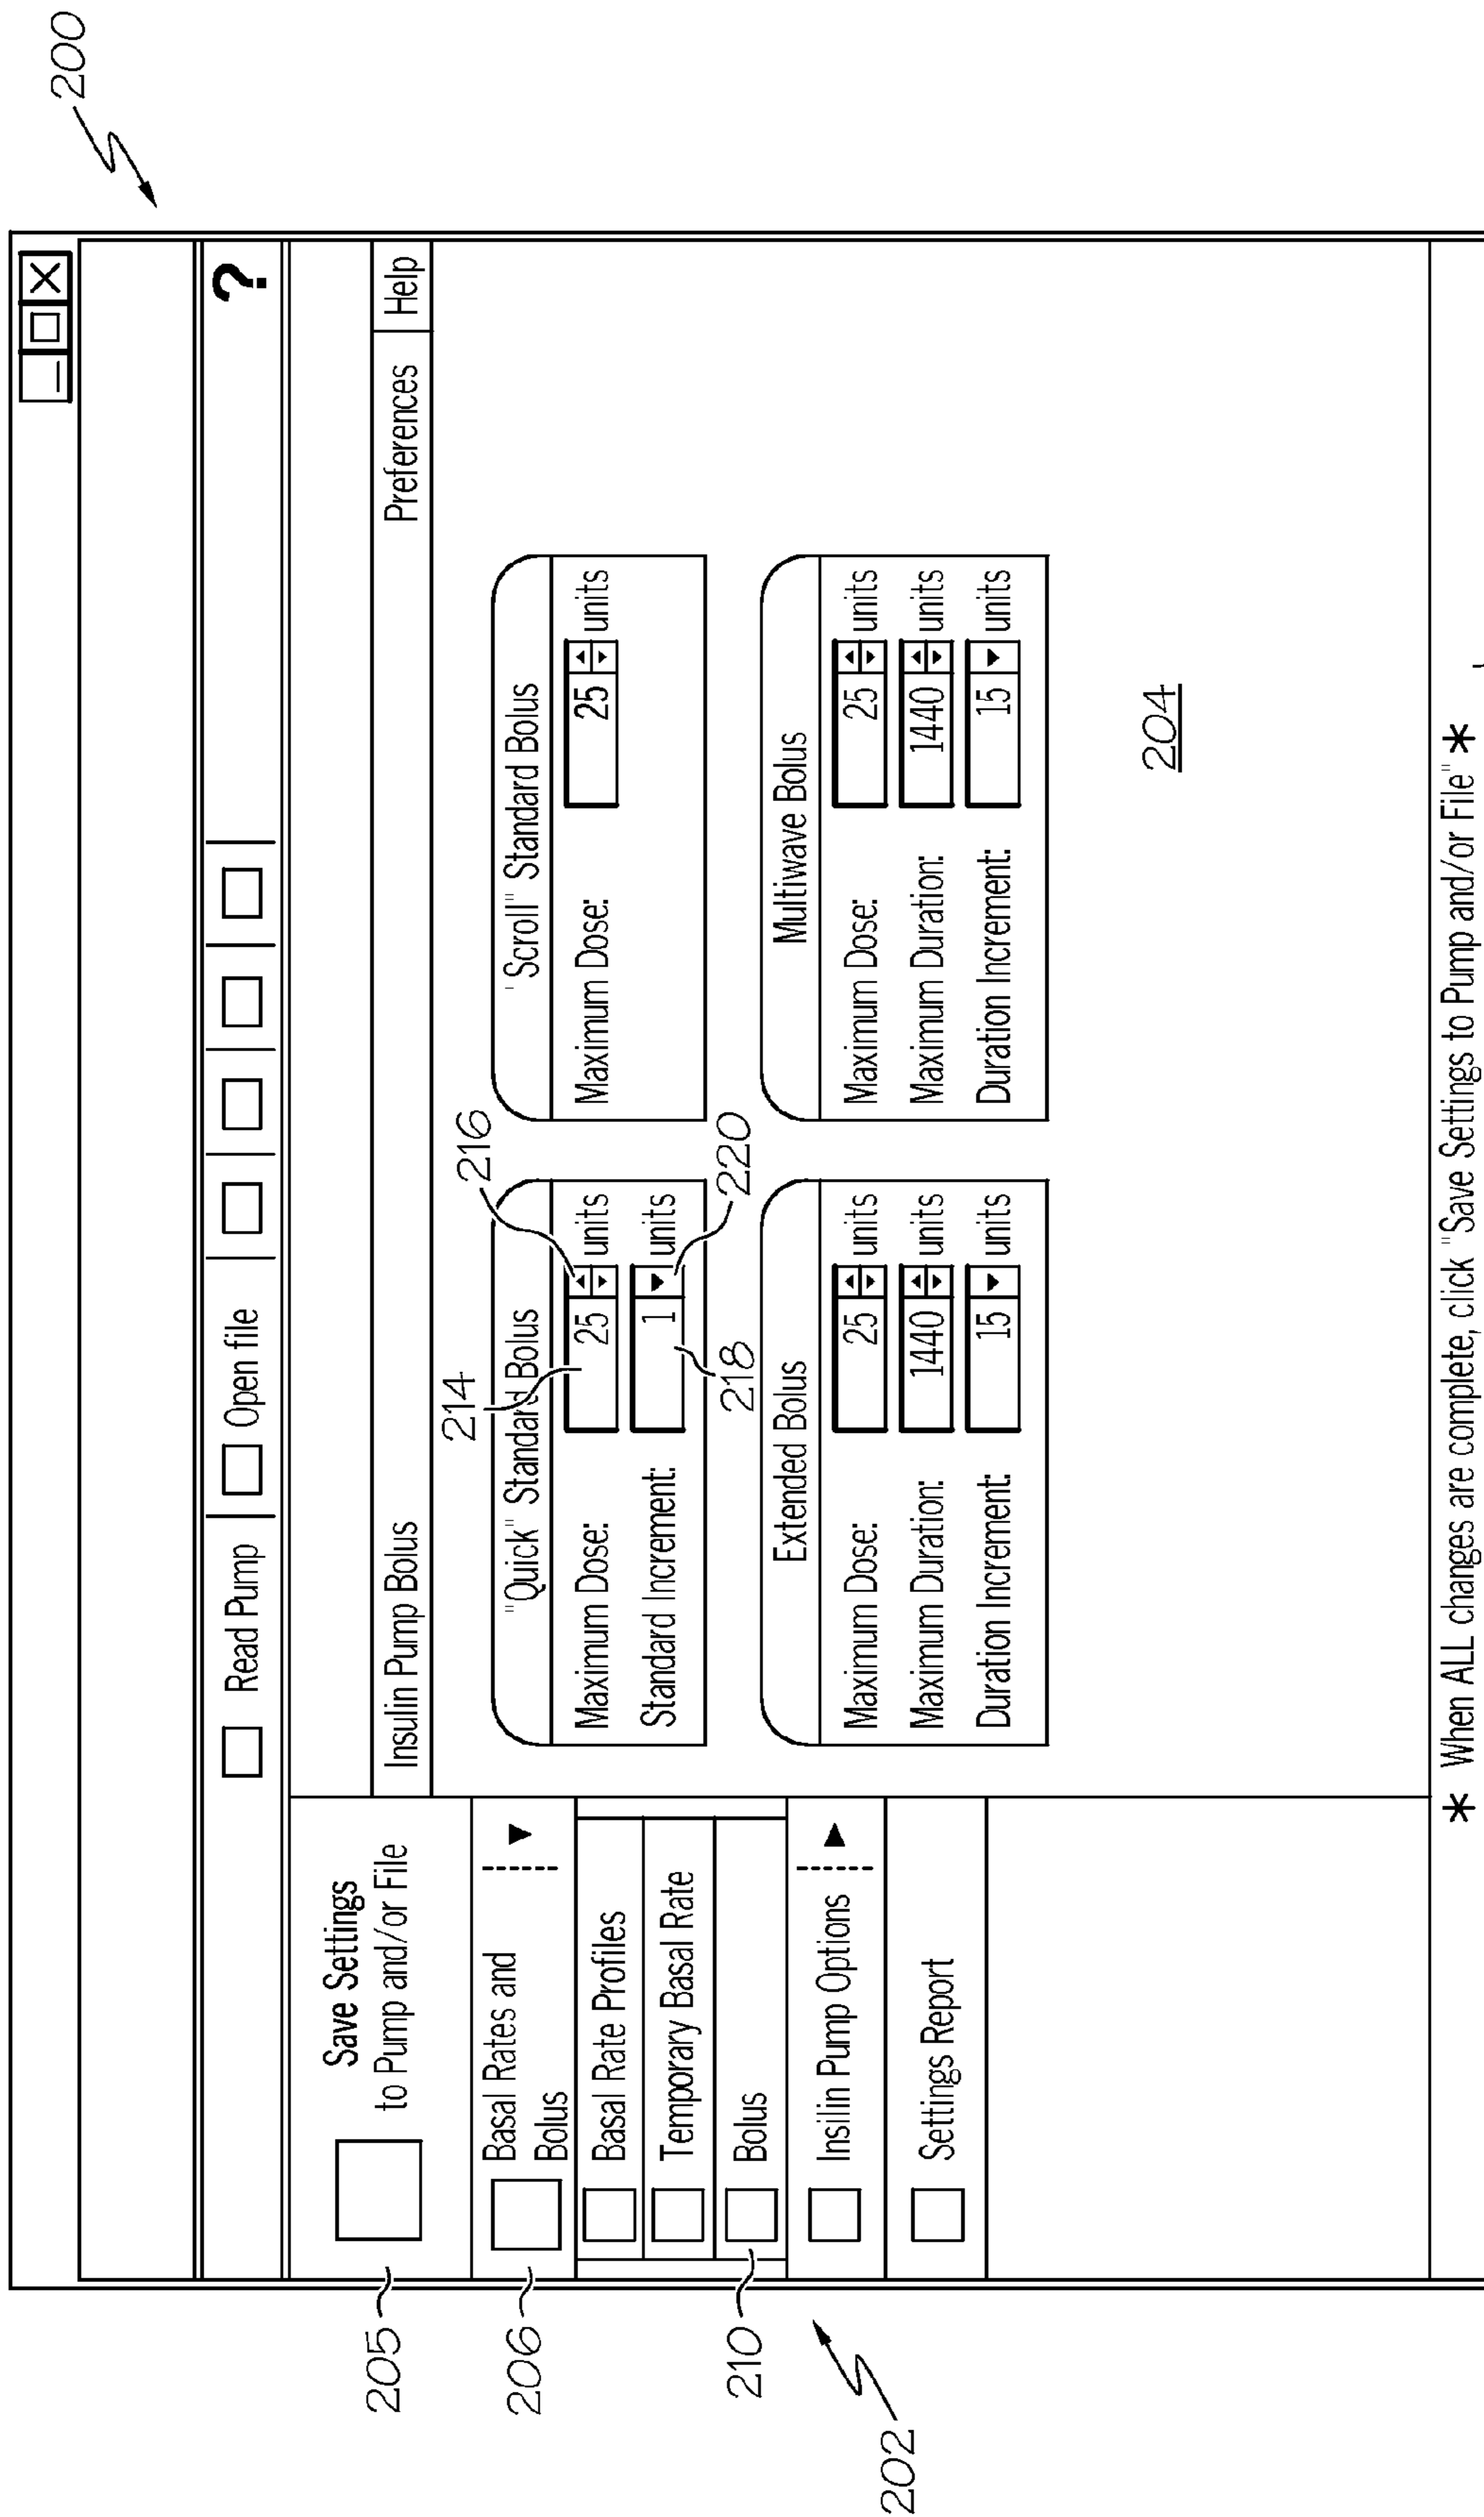 200
?
Read Pump
Open file
Save Settings
to Pump and/or File
Insulin Pump Bolus
Preferences
Help
205
206
Basal Rates and
Bolus
Basal Rate Profiles
Temporary Basal Rate
210
Bolus
Insilin Pump Options
Settings Report
202
214
216
"Quick" Standard Bolus
Maximum Dose: 25 units
Standard Increment: 1 units
218
220
"Scroll" Standard Bolus
Maximum Dose: 25 units
Extended Bolus
Maximum Dose: 25 units
Maximum Duration: 1440 units
Duration Increment: 15 units
Multiwave Bolus
Maximum Dose: 25 units
Maximum Duration: 1440 units
Duration Increment: 15 units
204
* When ALL changes are complete, click "Save Settings to Pump and/or File" *